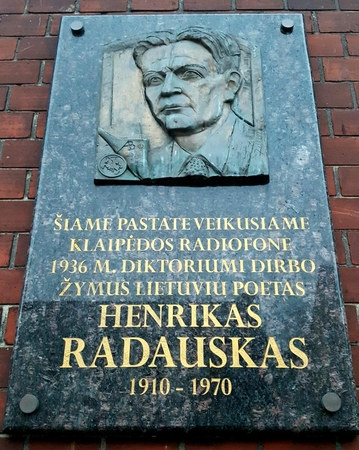 ŠIAME PASTATE VEIKUSIAME
KLAIPĖDOS RADIOFONE
1936 M. DIKTORIUMI DIRBO
ŽYMUS LIETUVIŲ POETAS
HENRIKAS
RADAUSKAS
1910 - 1970